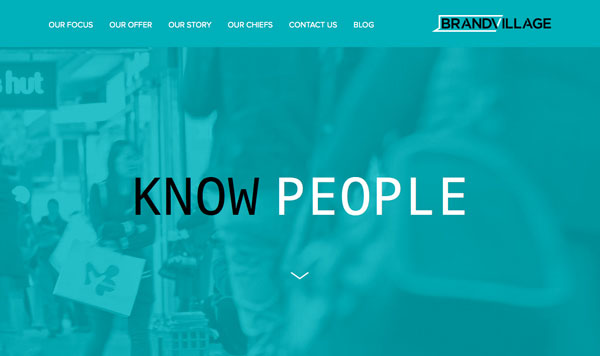 OUR FOCUS OUR OFFER OUR STORY OUR CHIEFS CONTACT US BLOG BRANDVILLAGE
hut
KNOW PEOPLE